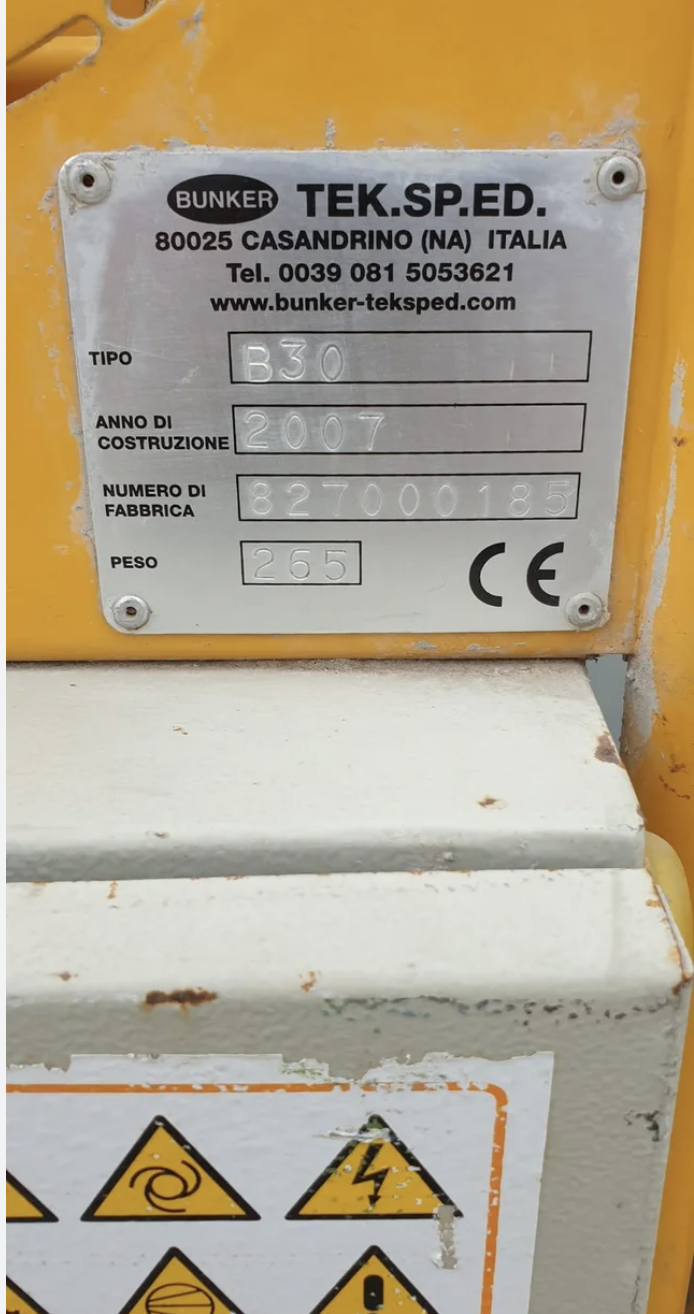 BUNKER TEK.SP.ED.
80025 CASANDRINO (NA) ITALIA
Tel. 0039 081 5053621
www.bunker-teksped.com
TIPO B30
ANNO DI
COSTRUZIONE 2007
NUMERO DI
FABBRICA 827000185
PESO 265
CE